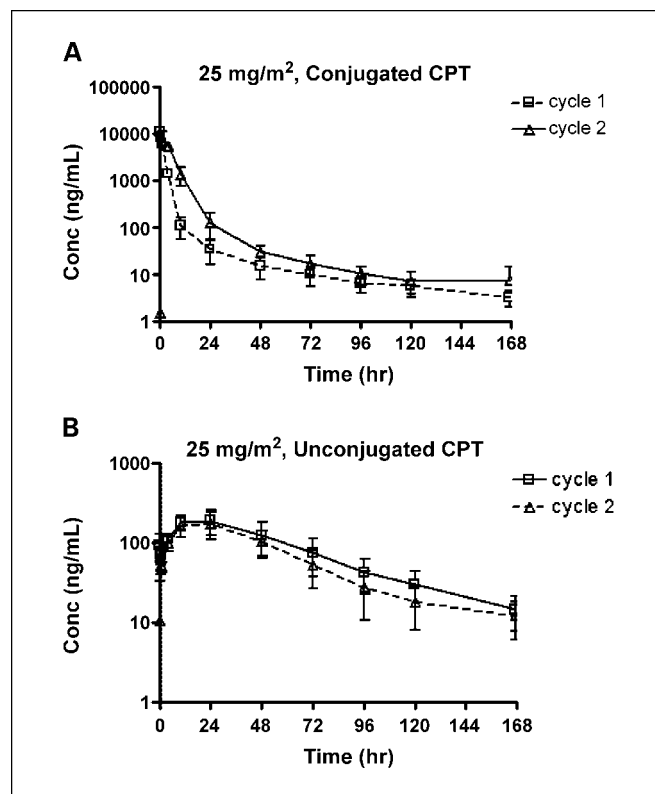 A
25 mg/m², Conjugated CPT
cycle 1
cycle 2
100000
10000
1000
100
10
1
Conc (ng/mL)
0 24 48 72 96 120 144 168
Time (hr)
B
25 mg/m², Unconjugated CPT
cycle 1
cycle 2
1000
100
10
1
Conc (ng/mL)
0 24 48 72 96 120 144 168
Time (hr)